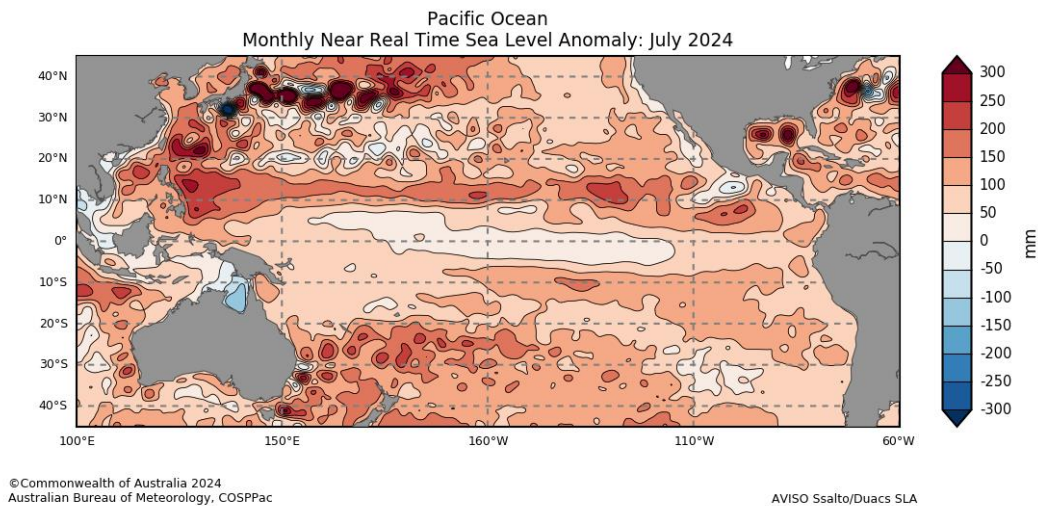 Pacific Ocean
Monthly Near Real Time Sea Level Anomaly: July 2024
40°N
30°N
20°N
10°N
0°
10°S
20°S
30°S
40°S
100°E 150°E 160°W 110°W 60°W
300
250
200
150
100
50
0
-50
-100
-150
-200
-250
-300
mm
©Commonwealth of Australia 2024
Australian Bureau of Meteorology, COSPPac
AVISO Ssalto/Duacs SLA